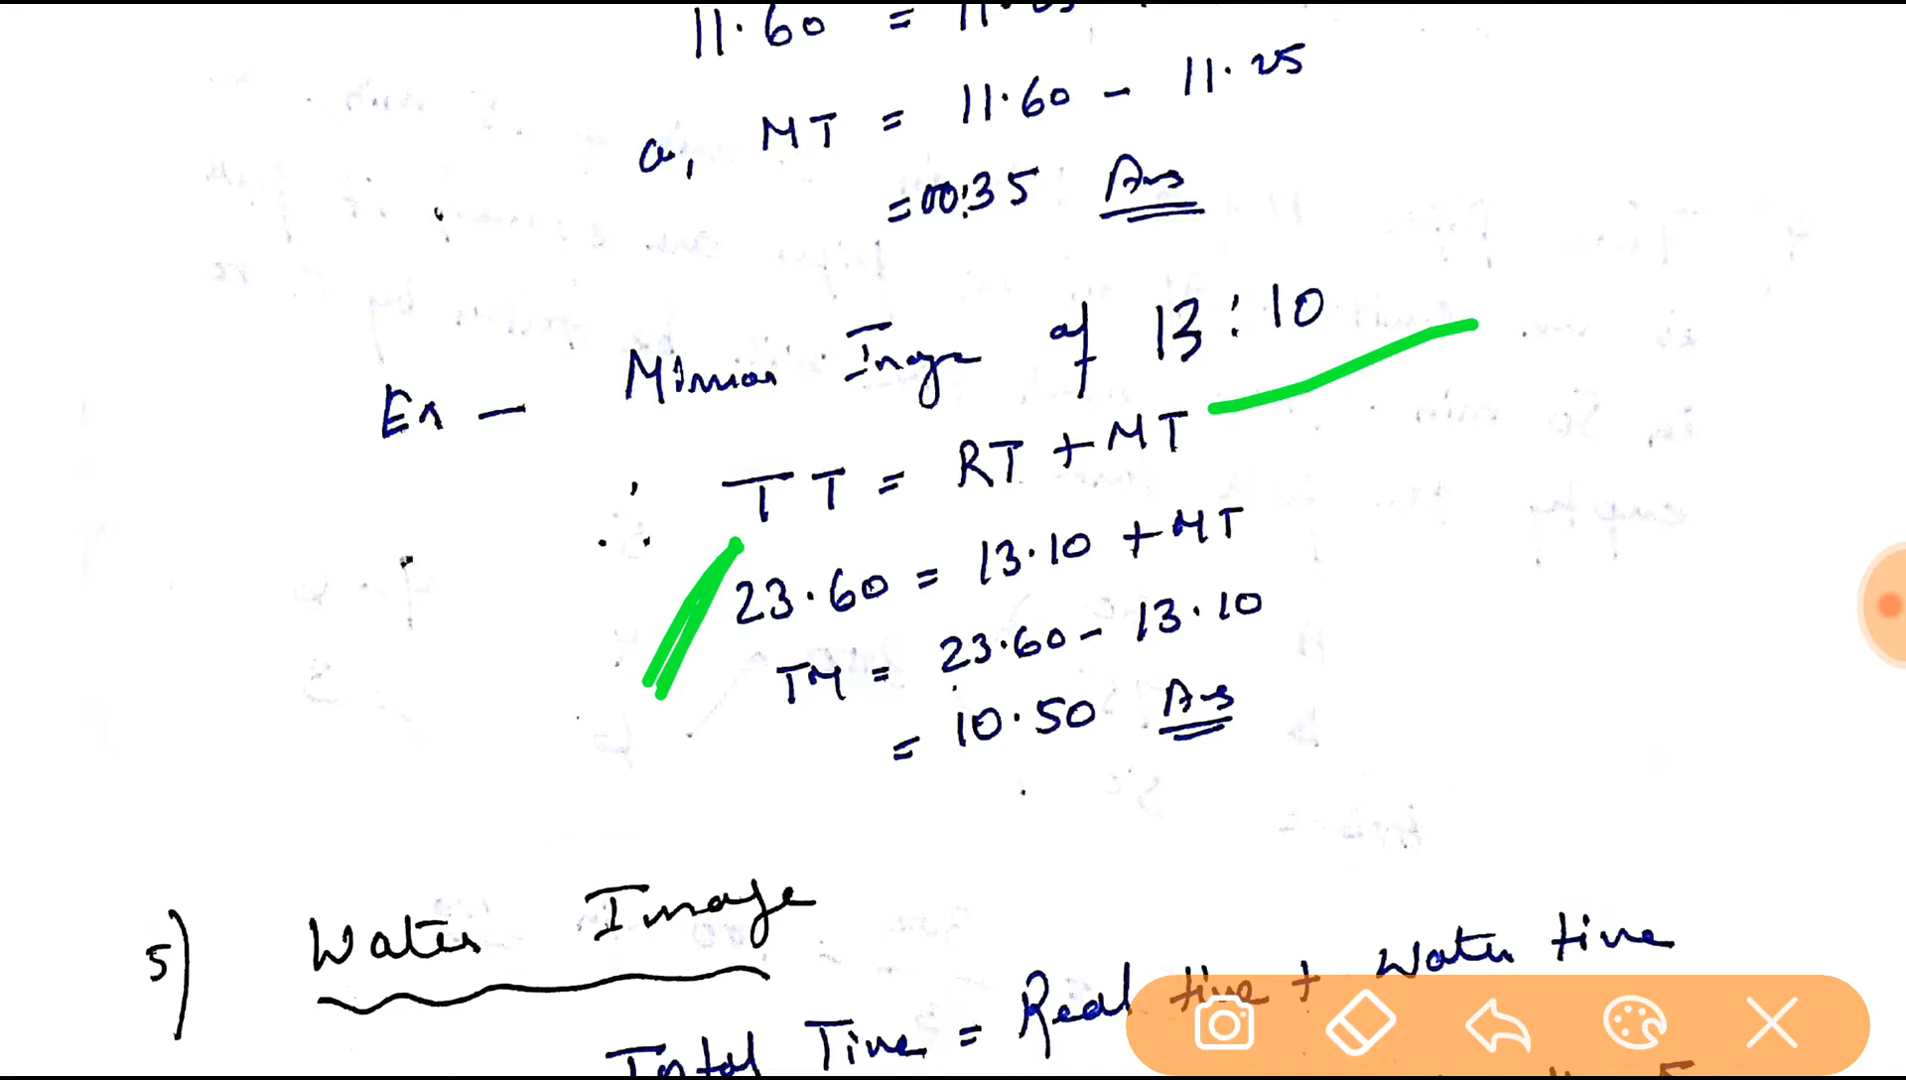 11.60 =
MT = 11.60 - 11.25
= 00:35 Ans
Ex - Mirror Image of 13:10
∴ TT = RT + MT
23.60 = 13.10 + MT
TM = 23.60 - 13.10
= 10.50 Ans
5) Water Image
Total Time = Real time + Water time